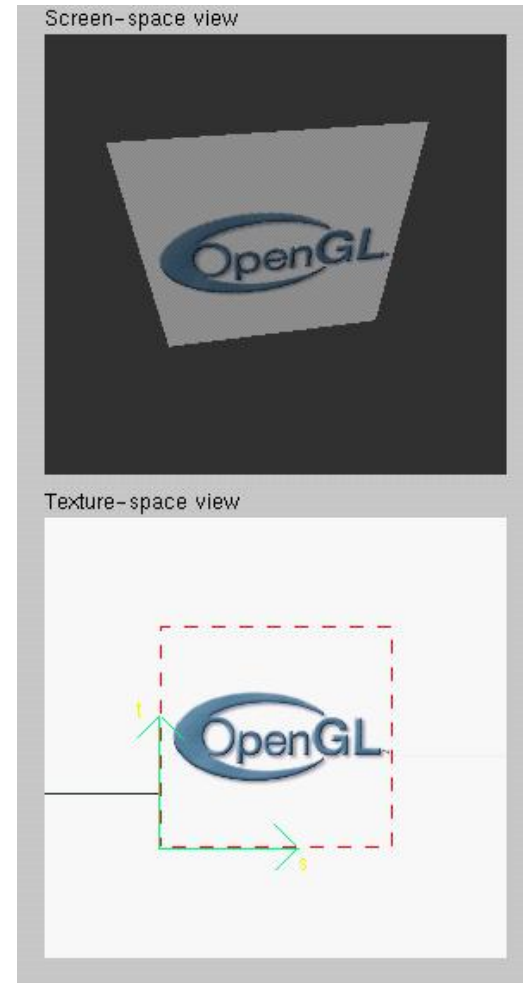 Screen-space view
OpenGL
Texture-space view
t
OpenGL
s